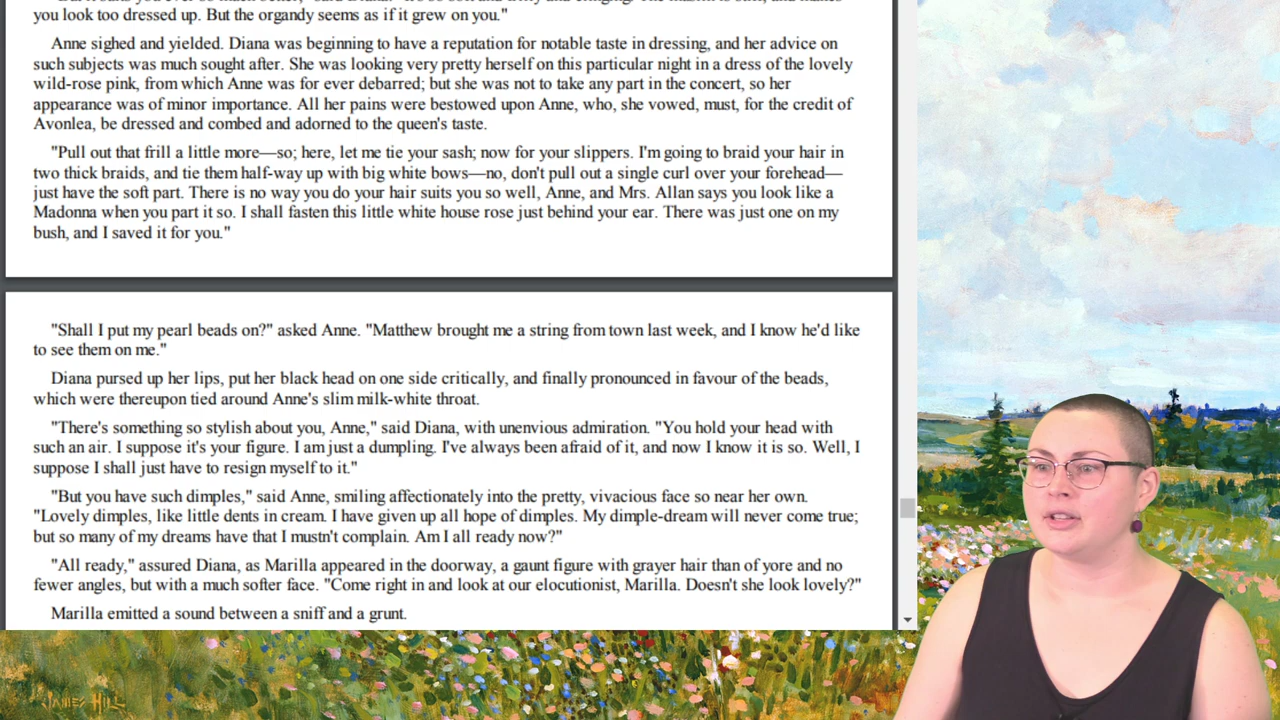 you look too dressed up. But the organdy seems as if it grew on you."
Anne sighed and yielded. Diana was beginning to have a reputation for notable taste in dressing, and her advice on
such subjects was much sought after. She was looking very pretty herself on this particular night in a dress of the lovely
wild-rose pink, from which Anne was for ever debarred; but she was not to take any part in the concert, so her
appearance was of minor importance. All her pains were bestowed upon Anne, who, she vowed, must, for the credit of
Avonlea, be dressed and combed and adorned to the queen's taste.
"Pull out that frill a little more—so; here, let me tie your sash; now for your slippers. I'm going to braid your hair in
two thick braids, and tie them half-way up with big white bows—no, don't pull out a single curl over your forehead—
just have the soft part. There is no way you do your hair suits you so well, Anne, and Mrs. Allan says you look like a
Madonna when you part it so. I shall fasten this little white house rose just behind your ear. There was just one on my
bush, and I saved it for you."
"Shall I put my pearl beads on?" asked Anne. "Matthew brought me a string from town last week, and I know he'd like
to see them on me."
Diana pursed up her lips, put her black head on one side critically, and finally pronounced in favour of the beads,
which were thereupon tied around Anne's slim milk-white throat.
"There's something so stylish about you, Anne," said Diana, with unenvious admiration. "You hold your head with
such an air. I suppose it's your figure. I am just a dumpling. I've always been afraid of it, and now I know it is so. Well, I
suppose I shall just have to resign myself to it."
"But you have such dimples," said Anne, smiling affectionately into the pretty, vivacious face so near her own.
"Lovely dimples, like little dents in cream. I have given up all hope of dimples. My dimple-dream will never come true;
but so many of my dreams have that I mustn't complain. Am I all ready now?"
"All ready," assured Diana, as Marilla appeared in the doorway, a gaunt figure with grayer hair than of yore and no
fewer angles, but with a much softer face. "Come right in and look at our elocutionist, Marilla. Doesn't she look lovely?"
Marilla emitted a sound between a sniff and a grunt.
JAMES HILL